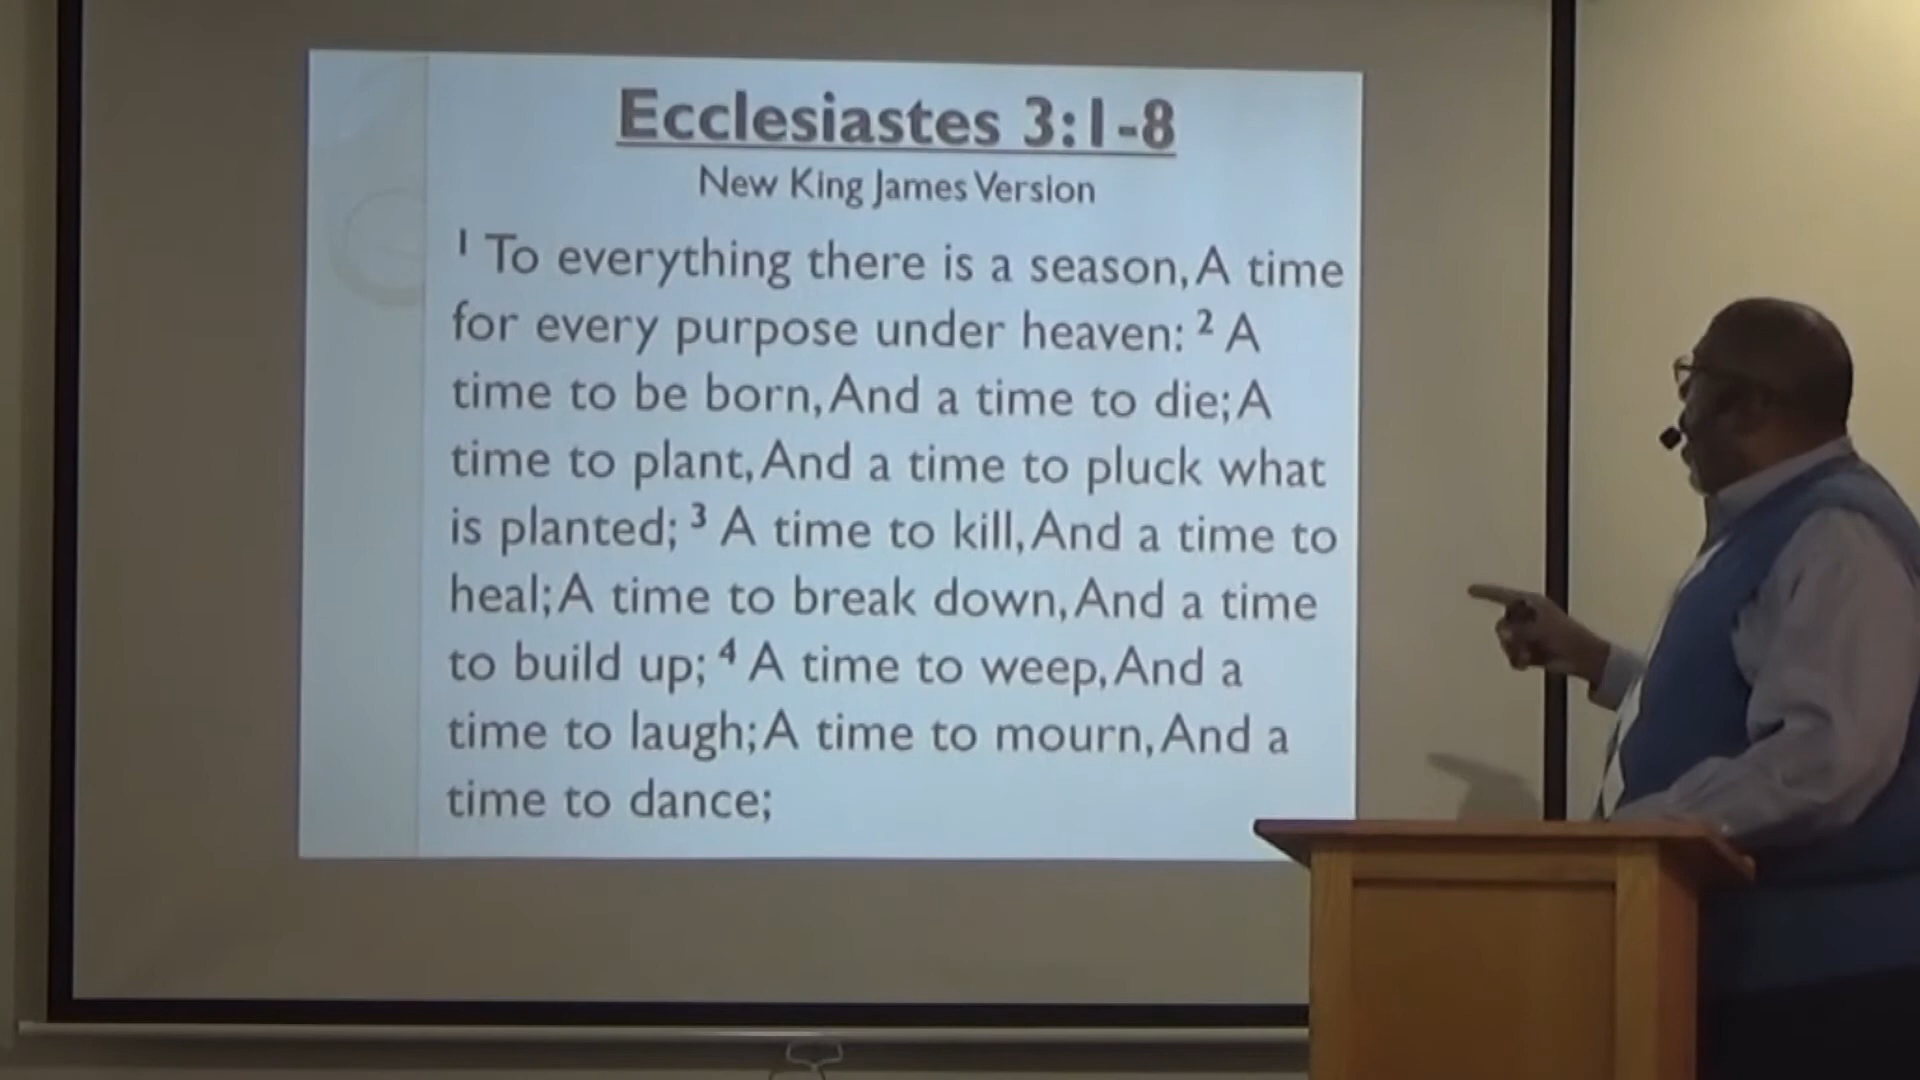 Ecclesiastes 3:1-8
New King James Version
1 To everything there is a season, A time
for every purpose under heaven: 2 A
time to be born, And a time to die; A
time to plant, And a time to pluck what
is planted; 3 A time to kill, And a time to
heal; A time to break down, And a time
to build up; 4 A time to weep, And a
time to laugh; A time to mourn, And a
time to dance;